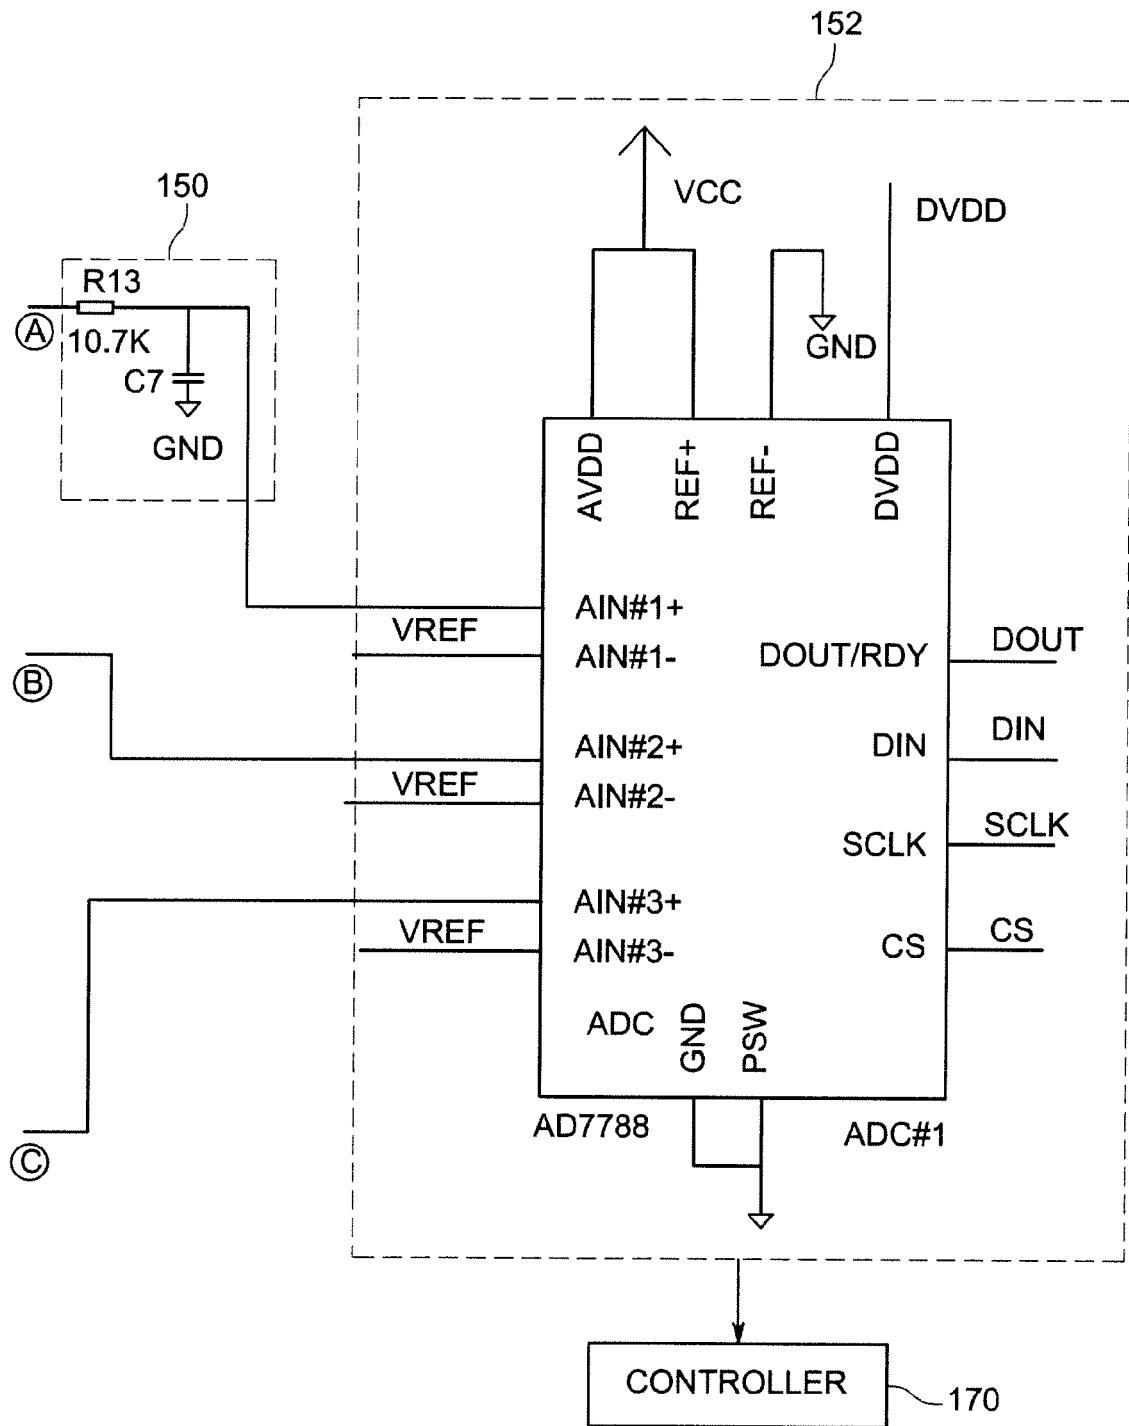 152
VCC
DVDD
150
R13
A
10.7K
C7
GND
GND
AVDD
REF+
REF-
DVDD
AIN#1+
VREF
AIN#1-
DOUT/RDY
DOUT
B
AIN#2+
DIN
DIN
VREF
AIN#2-
SCLK
SCLK
AIN#3+
VREF
AIN#3-
CS
CS
ADC
GND
PSW
AD7788
ADC#1
C
CONTROLLER
170